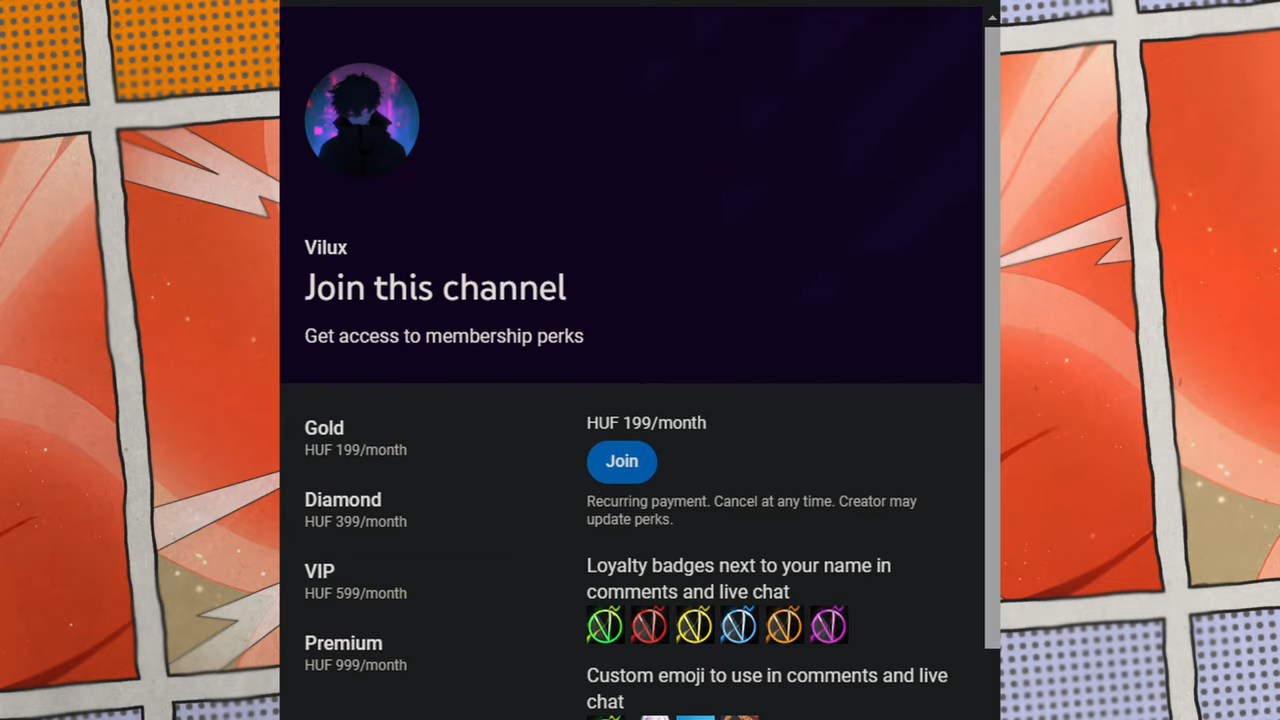 Vilux
Join this channel
Get access to membership perks
Gold
HUF 199/month
Diamond
HUF 399/month
VIP
HUF 599/month
Premium
HUF 999/month
HUF 199/month
Join
Recurring payment. Cancel at any time. Creator may
update perks.
Loyalty badges next to your name in
comments and live chat
Custom emoji to use in comments and live
chat